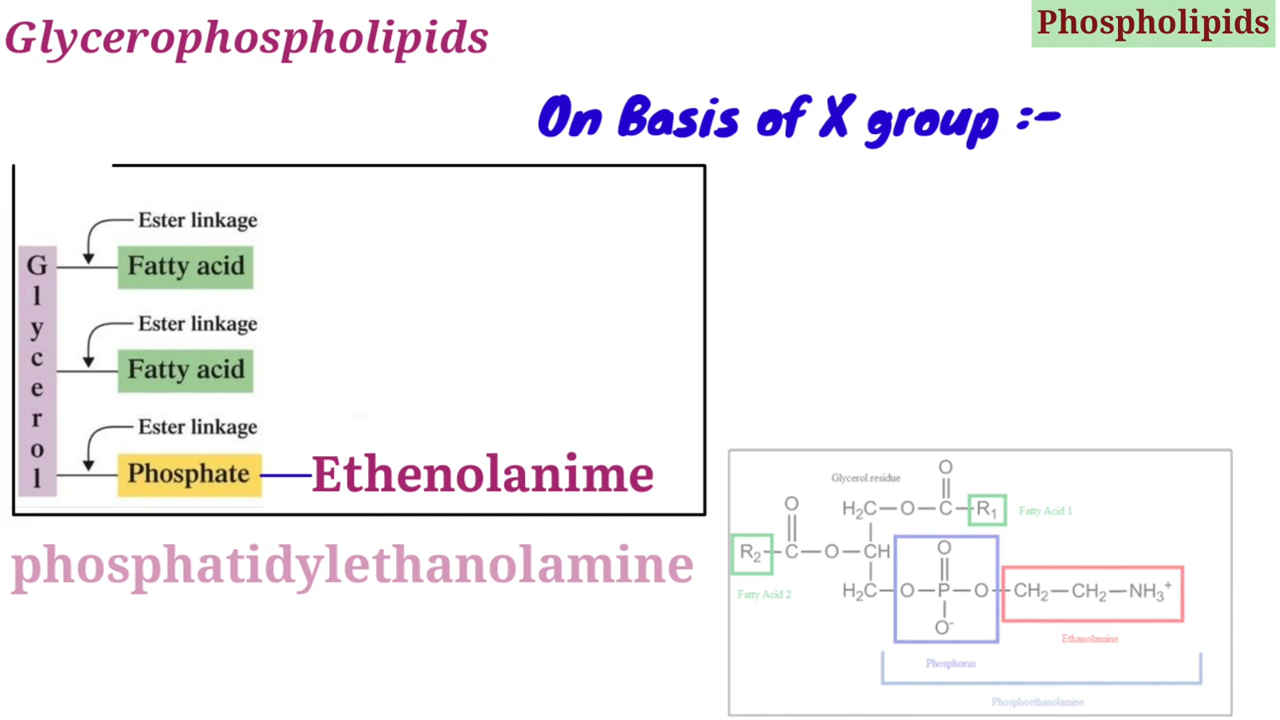 Glycerophospholipids
Phospholipids
On Basis of X group :-
Ester linkage
Fatty acid
Ester linkage
Fatty acid
Ester linkage
Phosphate
Ethenolanime
Glycerol
phosphatidylethanolamine
O
Glycerol residue
O
H₂C—O—C—R₁
Fatty Acid 1
R₂—C—O—CH
O
Fatty Acid 2
H₂C—O—P—O—CH₂—CH₂—NH₃⁺
O⁻
Ethanolamine
Phosphorus
Phosphoethanolamine